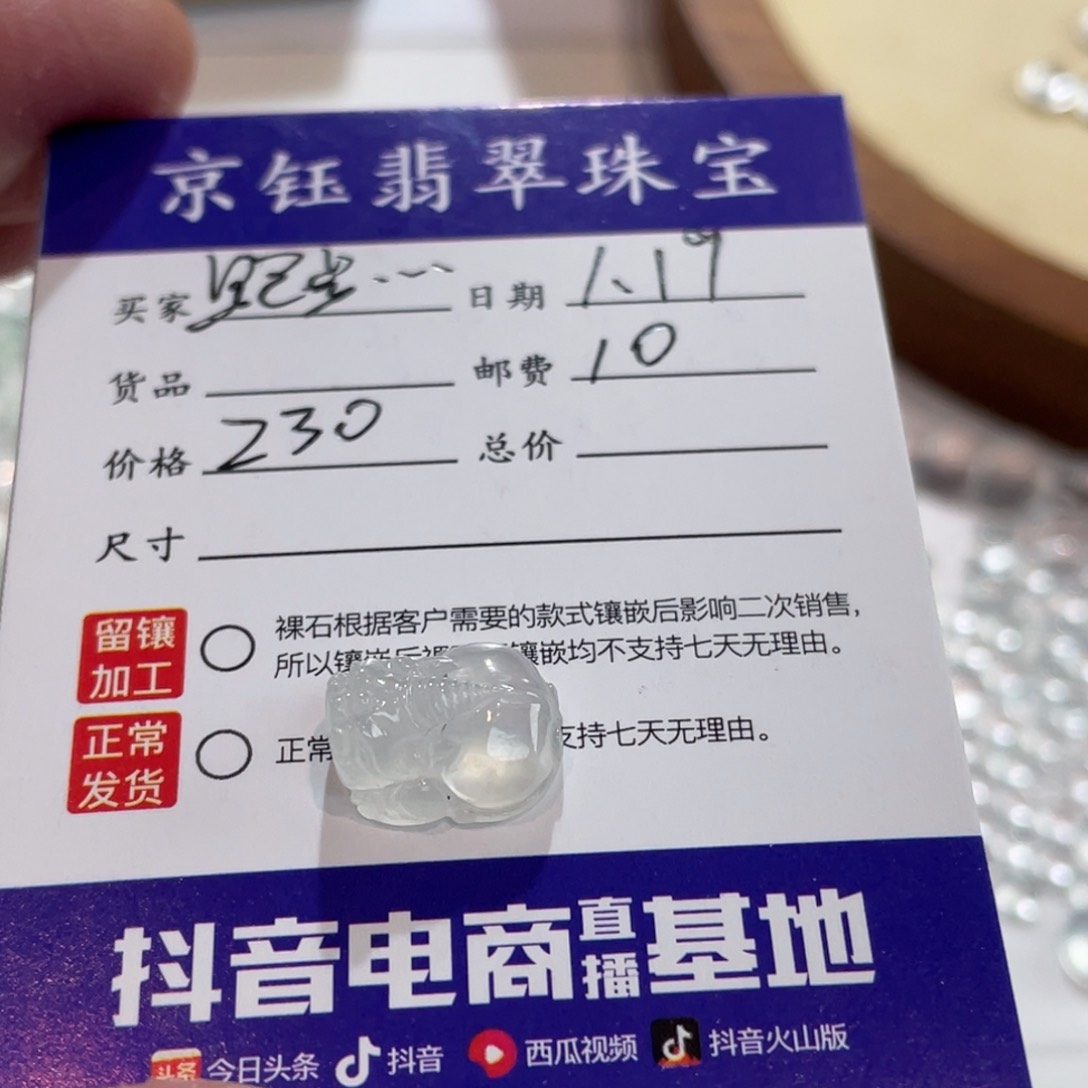 京钰翡翠珠宝
买家 日期 1.19
货品 邮费 10
价格 230 总价
尺寸
留镶加工 裸石根据客户需要的款式镶嵌后影响二次销售，
所以镶嵌后裸 镶嵌均不支持七天无理由。
正常发货 正常 支持七天无理由。
抖音电商直播基地
头条 今日头条 抖音 西瓜视频 抖音火山版